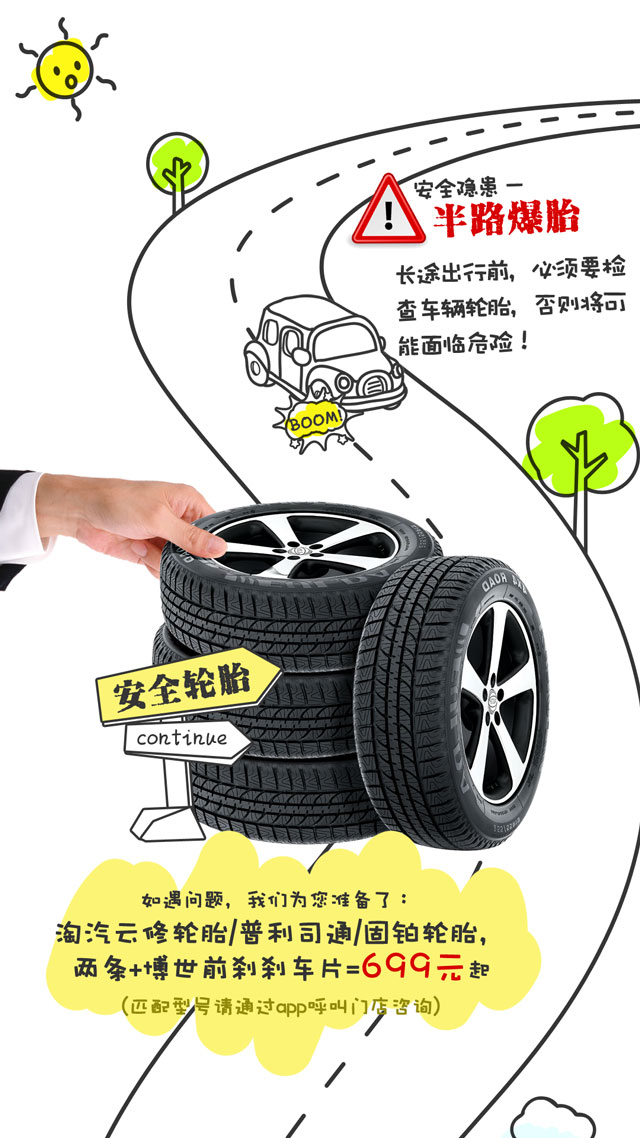 安全隐患一
半路爆胎
长途出行前，必须要检
查车辆轮胎，否则将可
能面临危险！
BOOM!
安全轮胎
continue
如遇问题，我们为您准备了：
淘汽云修轮胎/普利司通/固铂轮胎，
两条+博世前刹刹车片=699元起
(匹配型号请通过app呼叫门店咨询)